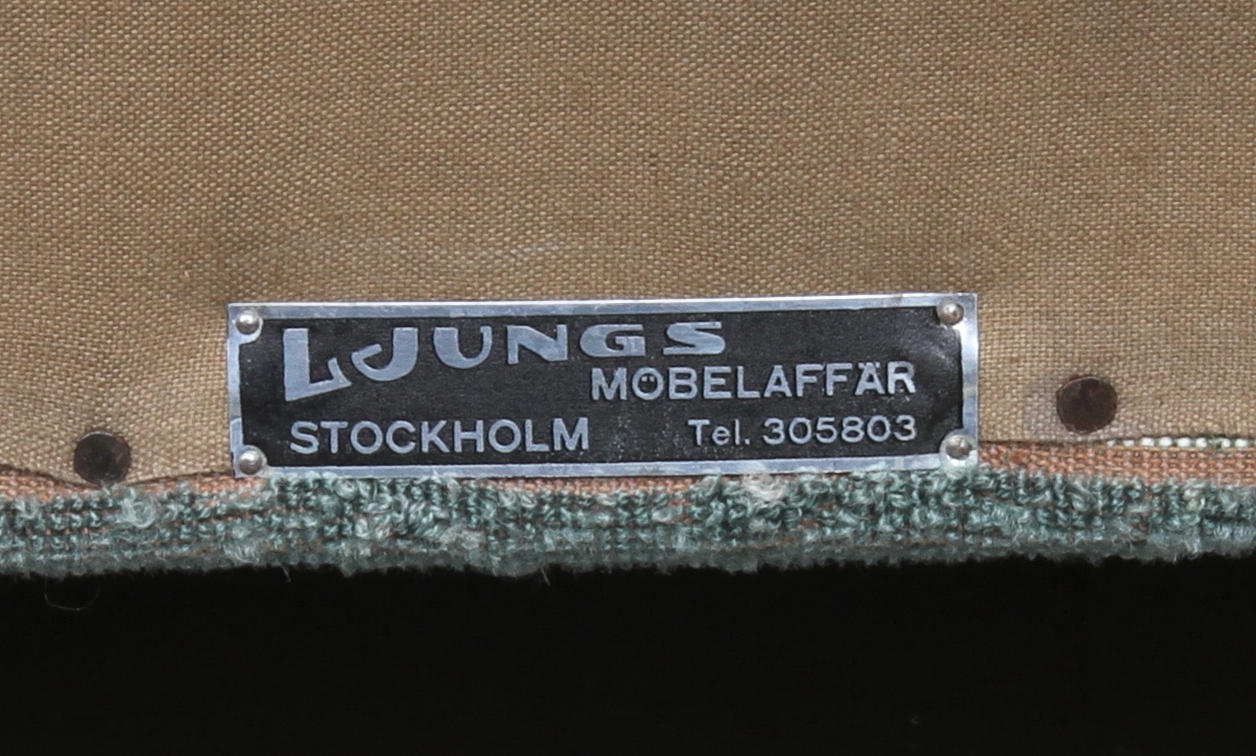 LJUNGS
MÖBELAFFÄR
STOCKHOLM Tel. 305803